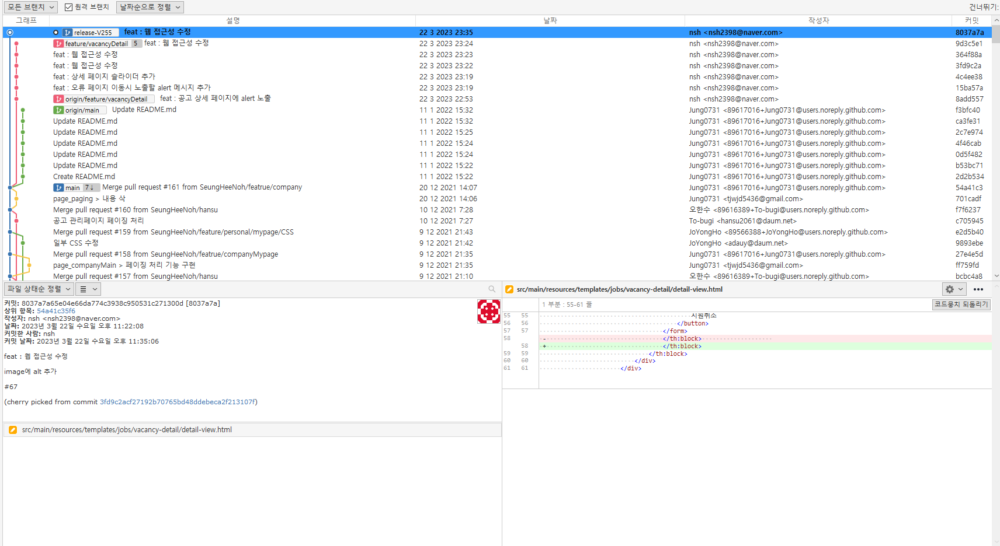 모든 브랜치 원격 브랜치 날짜순으로 정렬 건너뛰기:
그래프 설명 날짜 작성자 커밋
release-V255 feat : 웹 접근성 수정 22 3 2023 23:35 nsh <nsh2398@naver.com> 8037a7a
feature/vacancyDetail 5 feat : 웹 접근성 수정 22 3 2023 23:24 nsh <nsh2398@naver.com> 9d3c5e1
feat : 웹 접근성 수정 22 3 2023 23:23 nsh <nsh2398@naver.com> 364f88a
feat : 웹 접근성 수정 22 3 2023 23:22 nsh <nsh2398@naver.com> 3fd9c2a
feat : 상세 페이지 슬라이더 추가 22 3 2023 23:19 nsh <nsh2398@naver.com> 4c4ee38
feat : 오류 페이지 이동시 노출할 alert 메시지 추가 22 3 2023 23:19 nsh <nsh2398@naver.com> 15ba57a
origin/feature/vacancyDetail feat : 공고 상세 페이지에 alert 노출 22 3 2023 22:53 nsh <nsh2398@naver.com> 8add557
origin/main Update README.md 11 1 2022 15:32 Jung0731 <89617016+Jung0731@users.noreply.github.com> f3bfc40
Update README.md 11 1 2022 15:32 Jung0731 <89617016+Jung0731@users.noreply.github.com> ca3fe31
Update README.md 11 1 2022 15:25 Jung0731 <89617016+Jung0731@users.noreply.github.com> 2c7e974
Update README.md 11 1 2022 15:24 Jung0731 <89617016+Jung0731@users.noreply.github.com> 4f46cab
Update README.md 11 1 2022 15:24 Jung0731 <89617016+Jung0731@users.noreply.github.com> 0d5f482
Update README.md 11 1 2022 15:22 Jung0731 <89617016+Jung0731@users.noreply.github.com> b53bc71
Create README.md 11 1 2022 15:22 Jung0731 <89617016+Jung0731@users.noreply.github.com> 2d2b534
main 7↓ Merge pull request #161 from SeungHeeNoh/featrue/company 20 12 2021 14:07 Jung0731 <89617016+Jung0731@users.noreply.github.com> 54a41c3
page_paging > 내용 삭 20 12 2021 14:06 Jung0731 <tjwjd5436@gmail.com> 701cadf
Merge pull request #160 from SeungHeeNoh/hansu 10 12 2021 7:28 오한수 <89616389+To-bugi@users.noreply.github.com> f7f6237
공고 관리페이지 페이징 처리 10 12 2021 7:27 To-bugi <hansu2061@daum.net> c705945
Merge pull request #159 from SeungHeeNoh/feature/personal/mypage/CSS 9 12 2021 21:43 JoYongHo <89566388+JoYongHo@users.noreply.github.com> e2d5b40
일부 CSS 수정 9 12 2021 21:42 JoYongHo <adauy@daum.net> 9893ebe
Merge pull request #158 from SeungHeeNoh/featrue/companyMypage 9 12 2021 21:35 Jung0731 <89617016+Jung0731@users.noreply.github.com> 27e4e5d
page_companyMain > 페이징 처리 기능 구현 9 12 2021 21:35 Jung0731 <tjwjd5436@gmail.com> ff759fd
Merge pull request #157 from SeungHeeNoh/hansu 9 12 2021 21:10 오한수 <89616389+To-bugi@users.noreply.github.com> bcbc4a8
파일 상태순 정렬
커밋: 8037a7a65e04e66da774c3938c950531c271300d [8037a7a]
상위 항목: 54a41c35f6
작성자: nsh <nsh2398@naver.com>
날짜: 2023년 3월 22일 수요일 오후 11:22:08
커밋한 사람: nsh
커밋 날짜: 2023년 3월 22일 수요일 오후 11:35:06
feat : 웹 접근성 수정
image에 alt 추가
#67
(cherry picked from commit 3fd9c2acf27192b70765bd48ddebeca2f213107f)
src/main/resources/templates/jobs/vacancy-detail/detail-view.html
src/main/resources/templates/jobs/vacancy-detail/detail-view.html
1 부분 : 55-61 줄 코드뭉치 되돌리기
55 55 지원취소
56 56 </button>
57 57 </form>
58 - </th:block>
58 + </th:block>
59 59 </th:block>
60 60 </div>
61 61 </div>